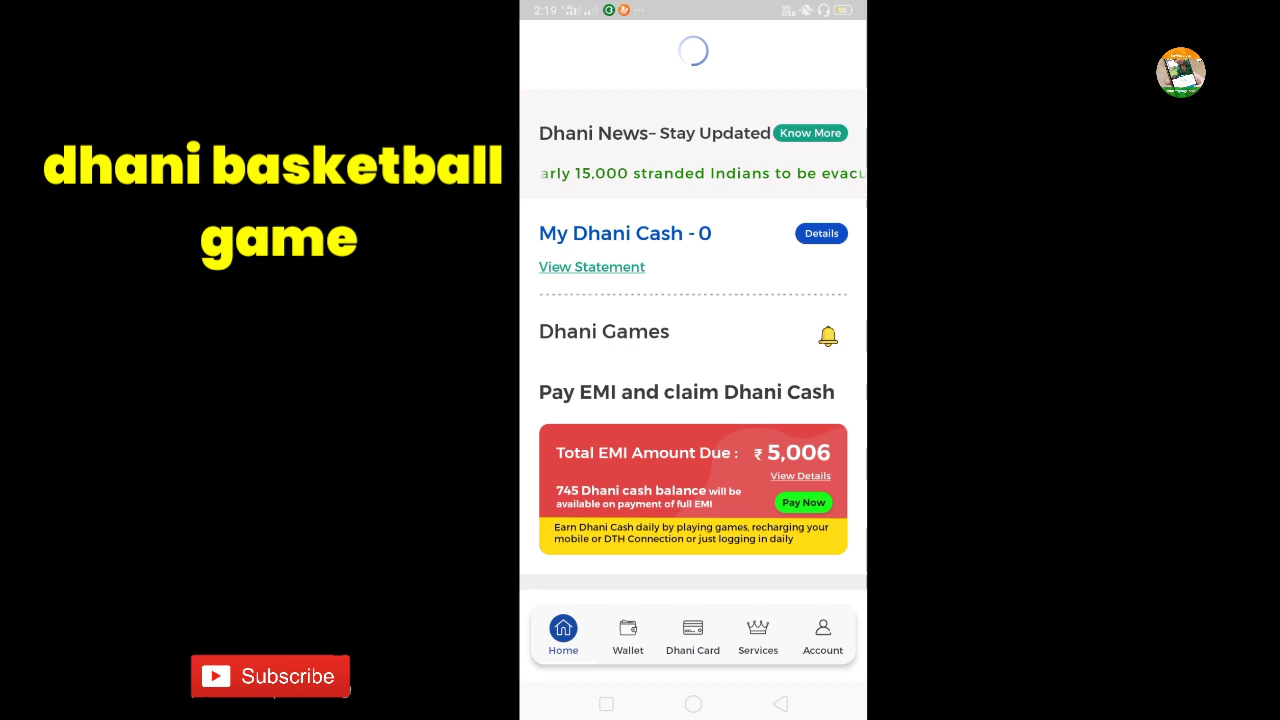 dhani basketball
game
2:19
56
Dhani News– Stay Updated
Know More
arly 15,000 stranded Indians to be evacu
My Dhani Cash - 0
Details
View Statement
Dhani Games
Pay EMI and claim Dhani Cash
Total EMI Amount Due :
₹ 5,006
View Details
745 Dhani cash balance will be
available on payment of full EMI
Pay Now
Earn Dhani Cash daily by playing games, recharging your
mobile or DTH Connection or just logging in daily
Home
Wallet
Dhani Card
Services
Account
Subscribe